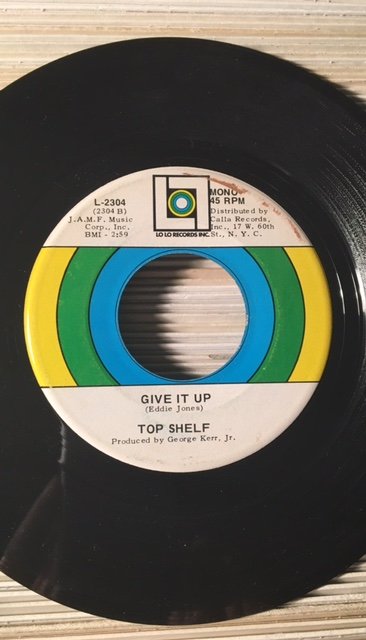 L-2304
(2304 B)
J.A.M.F. Music
Corp., Inc.
BMI - 2:59
LO LO RECORDS INC.
MONO
45 RPM
Distributed by
Calla Records,
Inc., 17 W. 60th
St., N. Y. C.
GIVE IT UP
(Eddie Jones)
TOP SHELF
Produced by George Kerr, Jr.